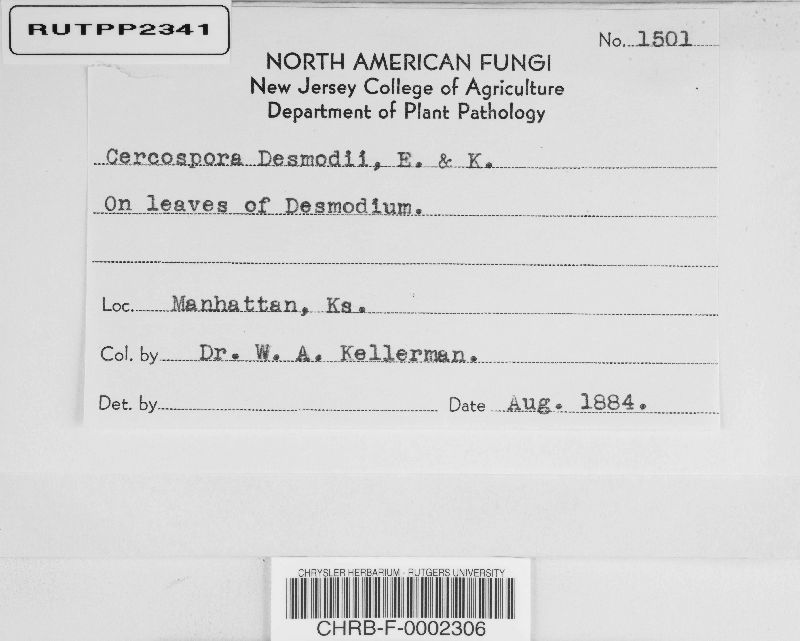 RUTPP2341
No. 1501
NORTH AMERICAN FUNGI
New Jersey College of Agriculture
Department of Plant Pathology
Cercospora Desmodii, E. & K.
On leaves of Desmodium.
Loc. Manhattan, Ks.
Col. by Dr. W. A. Kellerman.
Det. by
Date Aug. 1884.
CHRYSLER HERBARIUM - RUTGERS UNIVERSITY
CHRB-F-0002306